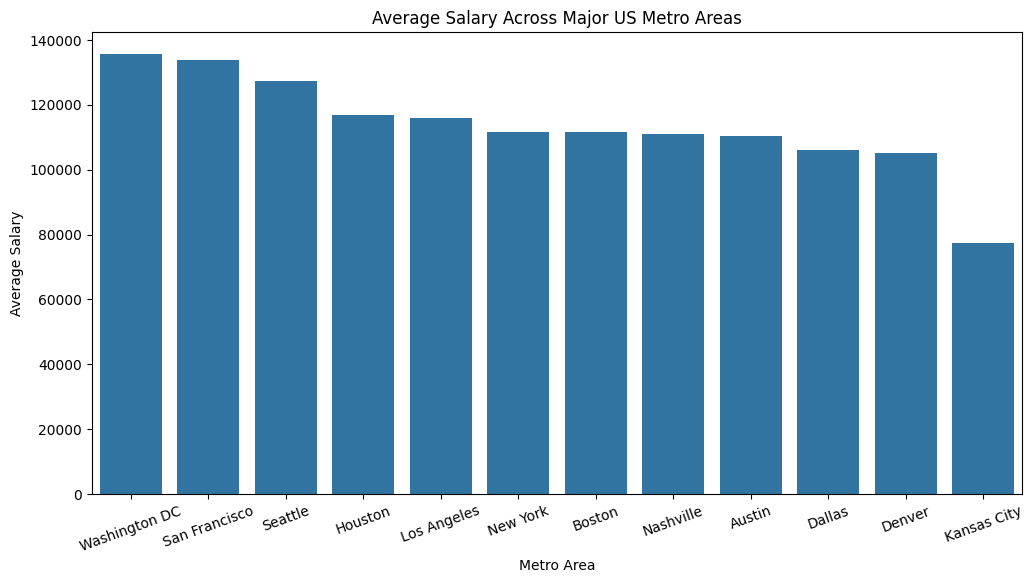 Average Salary Across Major US Metro Areas
140000
120000
100000
80000
60000
40000
20000
0
Average Salary
Washington DC
San Francisco
Seattle
Houston
Los Angeles
New York
Boston
Nashville
Austin
Dallas
Denver
Kansas City
Metro Area